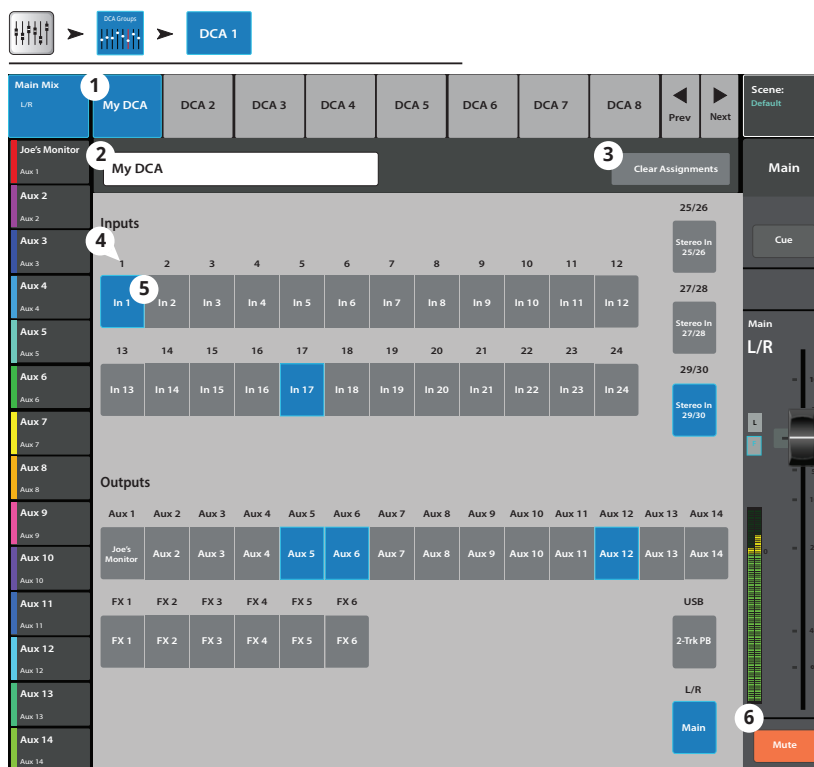 DCA Groups
DCA 1
Main Mix
L/R
1
My DCA
DCA 2
DCA 3
DCA 4
DCA 5
DCA 6
DCA 7
DCA 8
Prev
Next
Scene:
Default
Joe's Monitor
Aux 1
2
My DCA
3
Clear Assignments
Main
Aux 2
Aux 2
Aux 3
Aux 3
Aux 4
Aux 4
Aux 5
Aux 5
Aux 6
Aux 6
Aux 7
Aux 7
Aux 8
Aux 8
Aux 9
Aux 9
Aux 10
Aux 10
Aux 11
Aux 11
Aux 12
Aux 12
Aux 13
Aux 13
Aux 14
Aux 14
Inputs
4
1 2 3 4 5 6 7 8 9 10 11 12
5
In 1 In 2 In 3 In 4 In 5 In 6 In 7 In 8 In 9 In 10 In 11 In 12
13 14 15 16 17 18 19 20 21 22 23 24
In 13 In 14 In 15 In 16 In 17 In 18 In 19 In 20 In 21 In 22 In 23 In 24
25/26
Stereo In
25/26
27/28
Stereo In
27/28
29/30
Stereo In
29/30
Outputs
Aux 1 Aux 2 Aux 3 Aux 4 Aux 5 Aux 6 Aux 7 Aux 8 Aux 9 Aux 10 Aux 11 Aux 12 Aux 13 Aux 14
Joe's
Monitor
Aux 2 Aux 3 Aux 4 Aux 5 Aux 6 Aux 7 Aux 8 Aux 9 Aux 10 Aux 11 Aux 12 Aux 13 Aux 14
FX 1 FX 2 FX 3 FX 4 FX 5 FX 6
FX 1 FX 2 FX 3 FX 4 FX 5 FX 6
USB
2-Trk PB
L/R
Main
Cue
Main
L/R
L
0
6
Mute